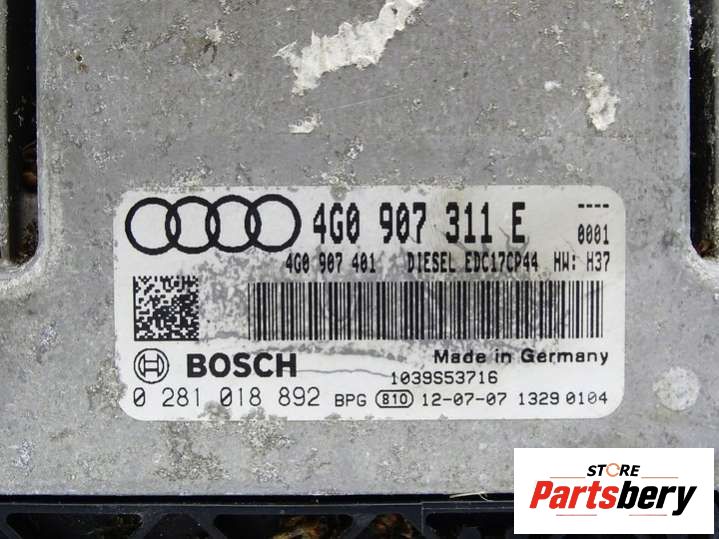 4G0 907 311 E ----
0001
4G0 907 401 DIESEL EDC17CP44 HW: H37
BOSCH Made in Germany
1039S53716
0 281 018 892 BPG 810 12-07-07 1329 0104
STORE
Partsbery